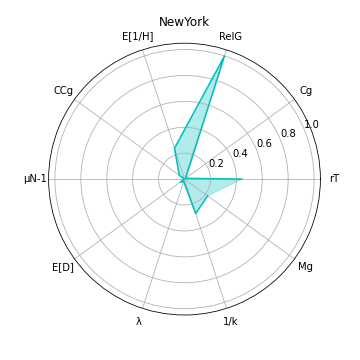 NewYork
E[1/H]
RelG
CCg
Cg
1.0
0.8
0.6
0.4
0.2
μN-1
rT
E[D]
Mg
λ
1/k